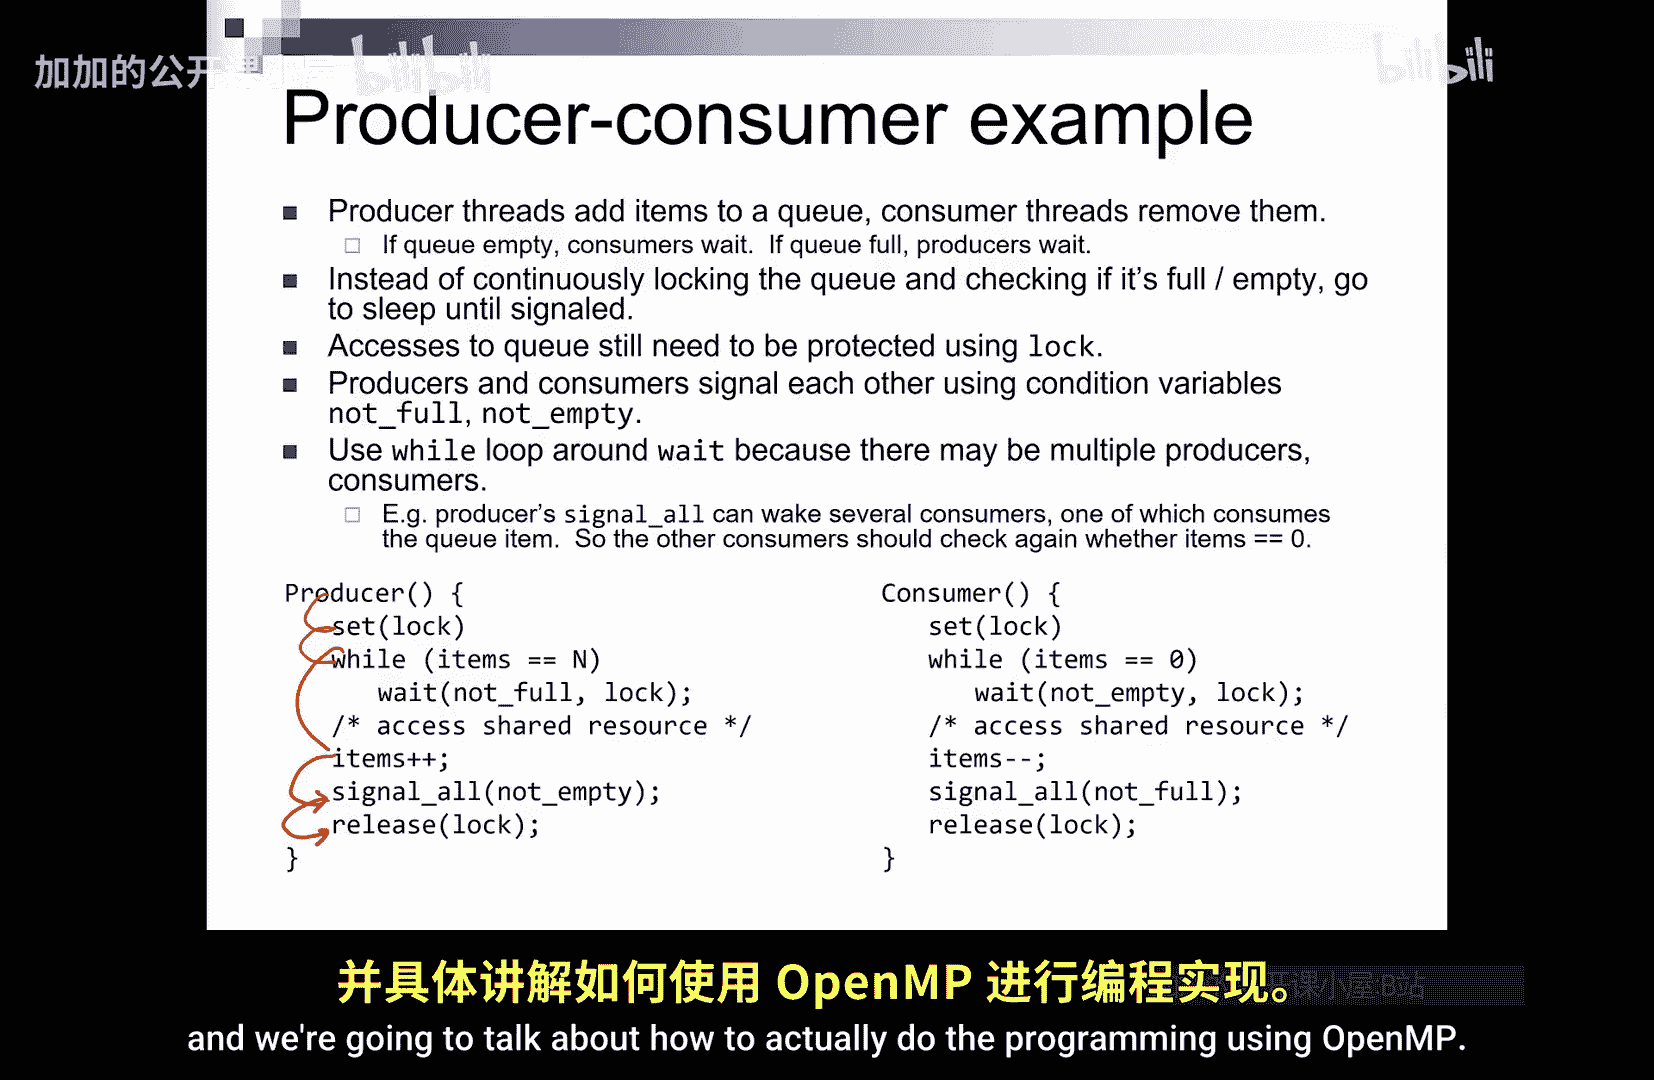 加加的公开
bilibili
bilibili
Producer-consumer example
Producer threads add items to a queue, consumer threads remove them.
If queue empty, consumers wait. If queue full, producers wait.
Instead of continuously locking the queue and checking if it's full / empty, go
to sleep until signaled.
Accesses to queue still need to be protected using lock.
Producers and consumers signal each other using condition variables
not_full, not_empty.
Use while loop around wait because there may be multiple producers,
consumers.
E.g. producer's signal_all can wake several consumers, one of which consumes
the queue item. So the other consumers should check again whether items == 0.
Producer() {
set(lock)
while (items == N)
wait(not_full, lock);
/* access shared resource */
items++;
signal_all(not_empty);
release(lock);
}
Consumer() {
set(lock)
while (items == 0)
wait(not_empty, lock);
/* access shared resource */
items--;
signal_all(not_full);
release(lock);
}
并具体讲解如何使用 OpenMP 进行编程实现。
开课小屋:B站
and we're going to talk about how to actually do the programming using OpenMP.